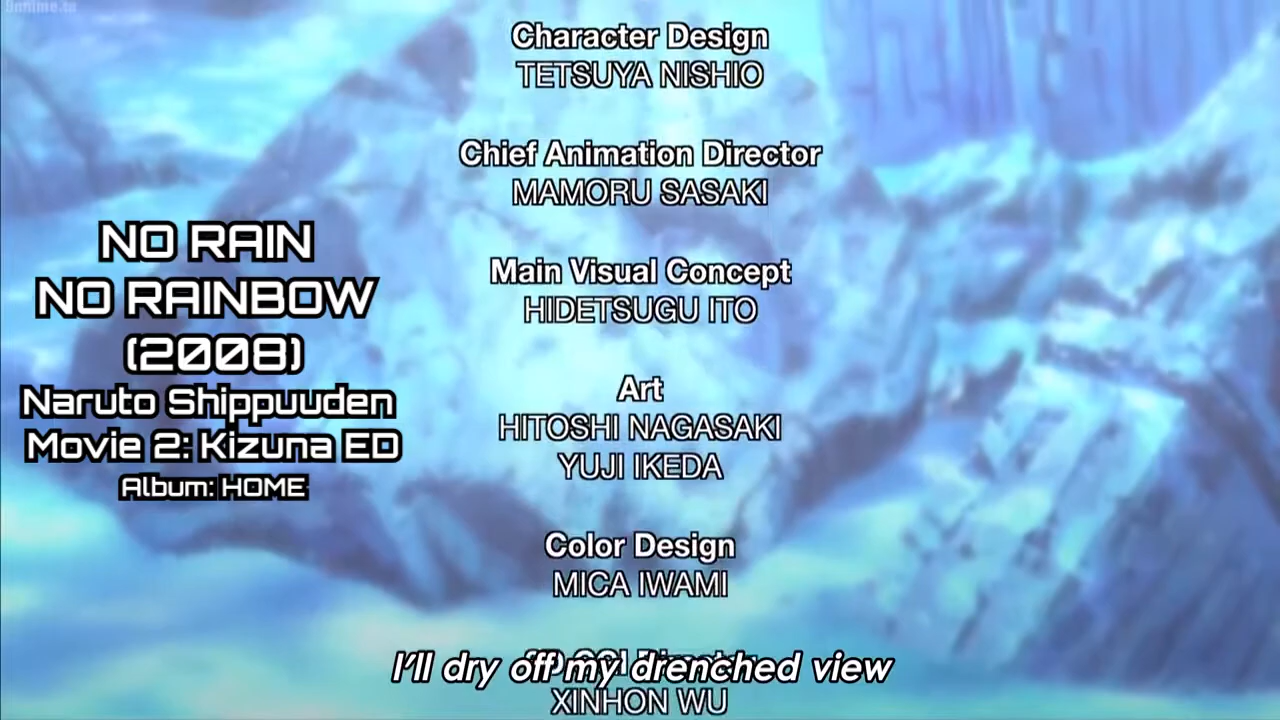 9anime.to
Character Design
TETSUYA NISHIO
Chief Animation Director
MAMORU SASAKI
Main Visual Concept
HIDETSUGU ITO
Art
HITOSHI NAGASAKI
YUJI IKEDA
Color Design
MICA IWAMI
XINHON WU
NO RAIN
NO RAINBOW
(2008)
Naruto Shippuuden
Movie 2: Kizuna ED
Album: HOME
I'll dry off my drenched view